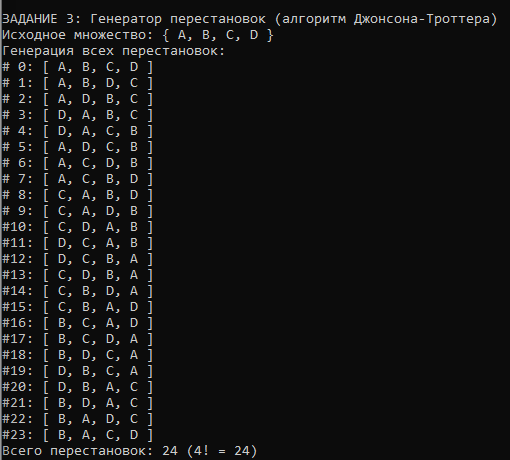 ЗАДАНИЕ 3: Генератор перестановок (алгоритм Джонсона-Троттера)
Исходное множество: { A, B, C, D }
Генерация всех перестановок:
# 0: [ A, B, C, D ]
# 1: [ A, B, D, C ]
# 2: [ A, D, B, C ]
# 3: [ D, A, B, C ]
# 4: [ D, A, C, B ]
# 5: [ A, D, C, B ]
# 6: [ A, C, D, B ]
# 7: [ A, C, B, D ]
# 8: [ C, A, B, D ]
# 9: [ C, A, D, B ]
#10: [ C, D, A, B ]
#11: [ D, C, A, B ]
#12: [ D, C, B, A ]
#13: [ C, D, B, A ]
#14: [ C, B, D, A ]
#15: [ C, B, A, D ]
#16: [ B, C, A, D ]
#17: [ B, C, D, A ]
#18: [ B, D, C, A ]
#19: [ D, B, C, A ]
#20: [ D, B, A, C ]
#21: [ B, D, A, C ]
#22: [ B, A, D, C ]
#23: [ B, A, C, D ]
Всего перестановок: 24 (4! = 24)